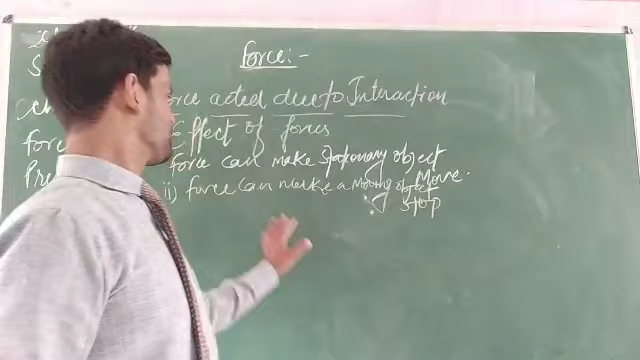 Force:-
orce acted due to Interaction
Effect of forces
force can make Stationary object
Move.
ii) force can make a Moving object
Stop